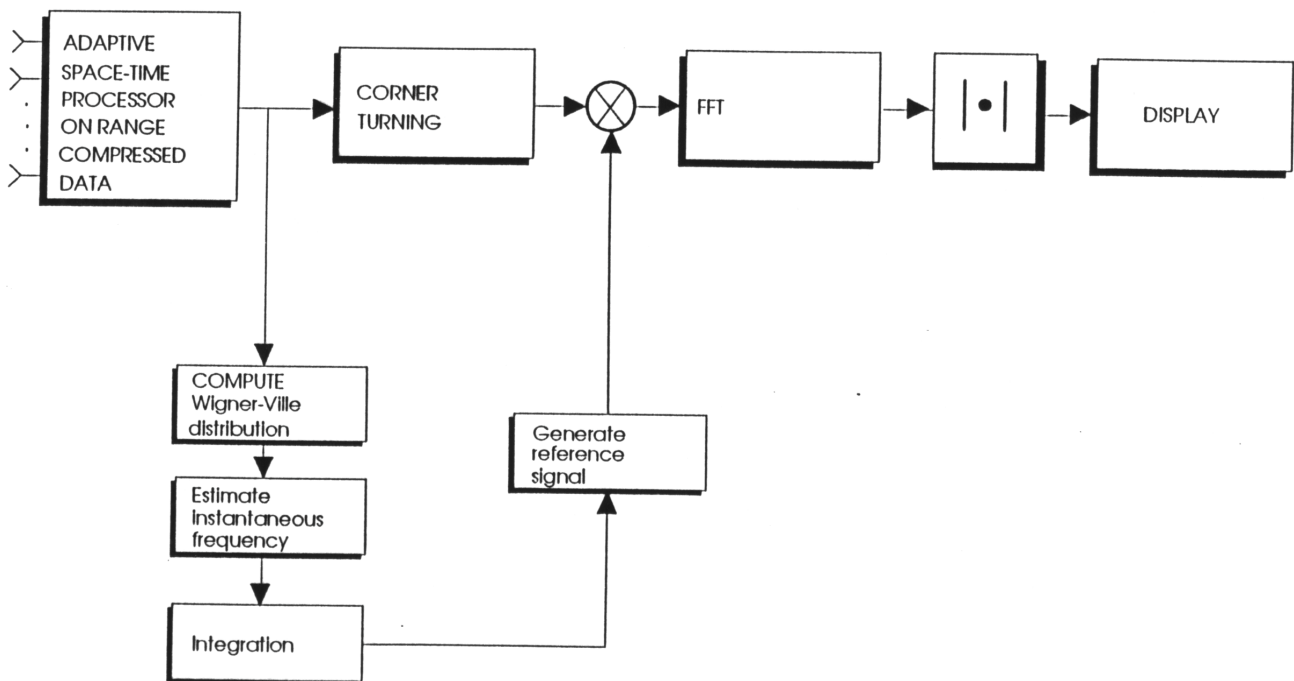 ADAPTIVE
SPACE-TIME
PROCESSOR
ON RANGE
COMPRESSED
DATA
CORNER
TURNING
FFT
|•|
DISPLAY
COMPUTE
Wigner-Ville
distribution
Estimate
instantaneous
frequency
Integration
Generate
reference
signal